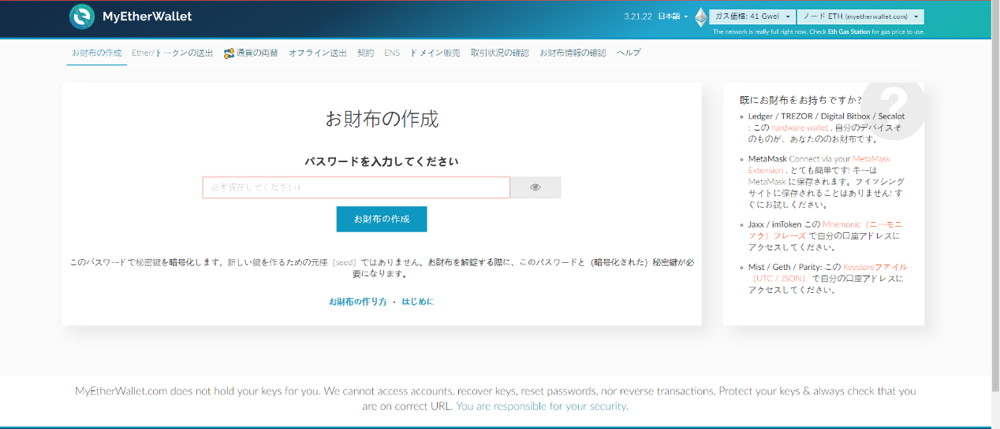 MyEtherWallet
3.21.22 日本語 ガス価格: 41 Gwei ノード ETH (myetherwallet.com)
The network is really full right now. Check Eth Gas Station for gas price to use.
お財布の作成 Ether/トークンの送出 通貨の両替 オフライン送出 契約 ENS ドメイン販売 取引状況の確認 お財布情報の確認 ヘルプ
お財布の作成
パスワードを入力してください
必ず保存してください!
お財布の作成
このパスワードで秘密鍵を暗号化します。新しい鍵を作るための元種（seed）ではありません。お財布を解錠する際に、このパスワードと（暗号化された）秘密鍵が必
要になります。
お財布の作り方 · はじめに
既にお財布をお持ちですか?
?
Ledger / TREZOR / Digital Bitbox / Secalot
: この hardware wallet . 自分のデバイスそ
のものが、あなたののお財布です。
MetaMask Connect via your MetaMask
Extension . とても簡単です! キーは
MetaMask に保存されます。フィッシング
サイトに保存されることはありません! す
ぐにお試しください。
Jaxx / imToken この Mnemonic（ニーモニ
ック）フレーズ で自分の口座アドレスに
アクセスしてください。
Mist / Geth / Parity: この Keystoreファイル
（UTC / JSON） で自分の口座アドレスに
アクセスしてください。
MyEtherWallet.com does not hold your keys for you. We cannot access accounts, recover keys, reset passwords, nor reverse transactions. Protect your keys & always check that you
are on correct URL. You are responsible for your security.